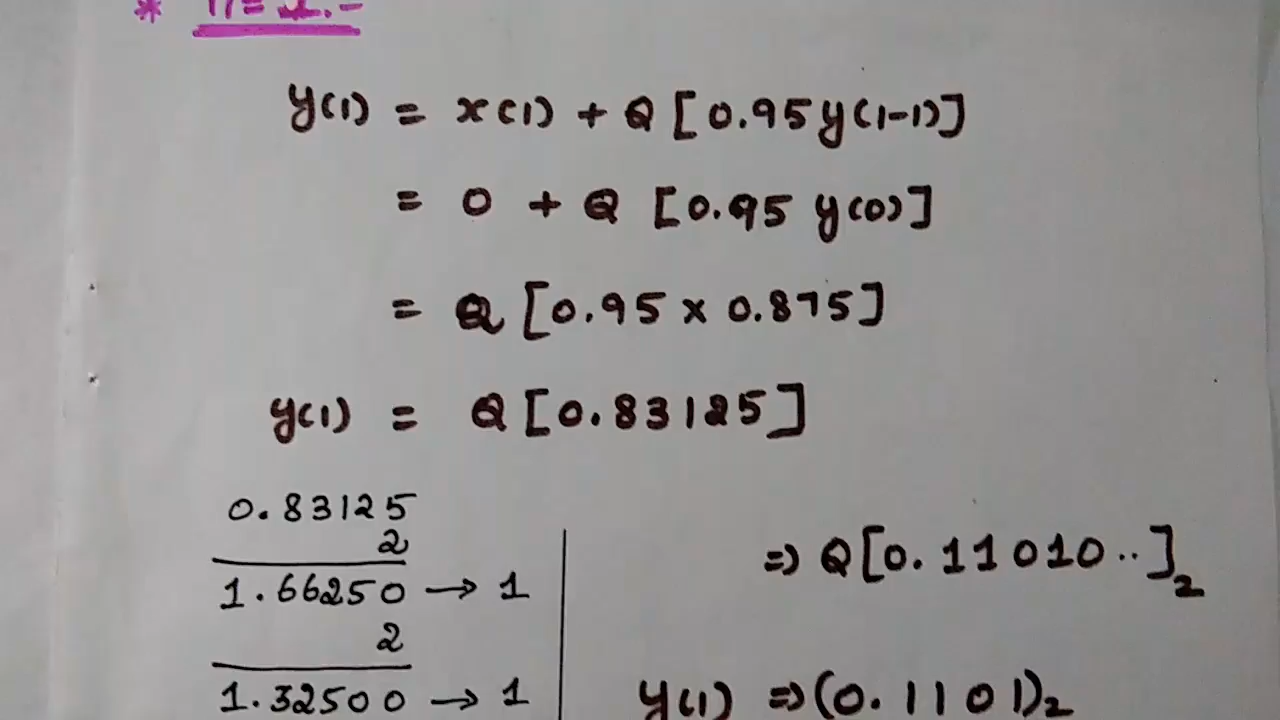 * n=1:-
y(1) = x(1) + Q [0.95 y(1-1)]
= 0 + Q [0.95 y(0)]
= Q [0.95 x 0.875]
y(1) = Q [0.83125]
0.83125
2
1.66250 → 1
2
1.32500 → 1
=> Q [0.11010..]₂
y(1) => (0.1101)₂